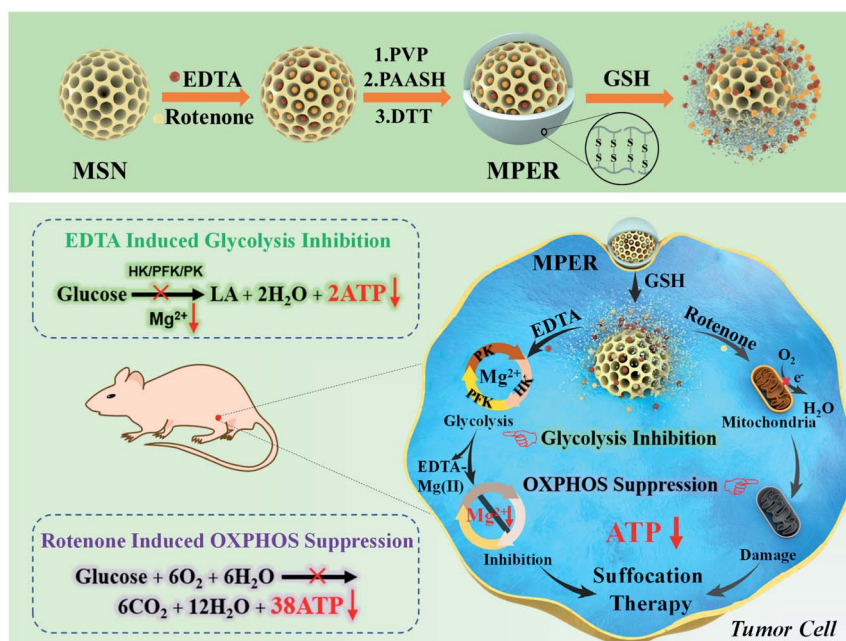 EDTA
Rotenone
MSN
1.PVP
2.PAASH
3.DTT
MPER
GSH
S S S S
S S S S
EDTA Induced Glycolysis Inhibition
HK/PFK/PK
Glucose LA + 2H₂O + 2ATP
Mg²⁺
Rotenone Induced OXPHOS Suppression
Glucose + 6O₂ + 6H₂O
6CO₂ + 12H₂O + 38ATP
MPER
GSH
EDTA
Rotenone
PK
Mg²⁺
HK
PFK
Glycolysis
O₂
e⁻
H₂O
Mitochondria
Glycolysis Inhibition
EDTA-
Mg(II)
OXPHOS Suppression
Mg²⁺
Inhibition
ATP
Damage
Suffocation
Therapy
Tumor Cell